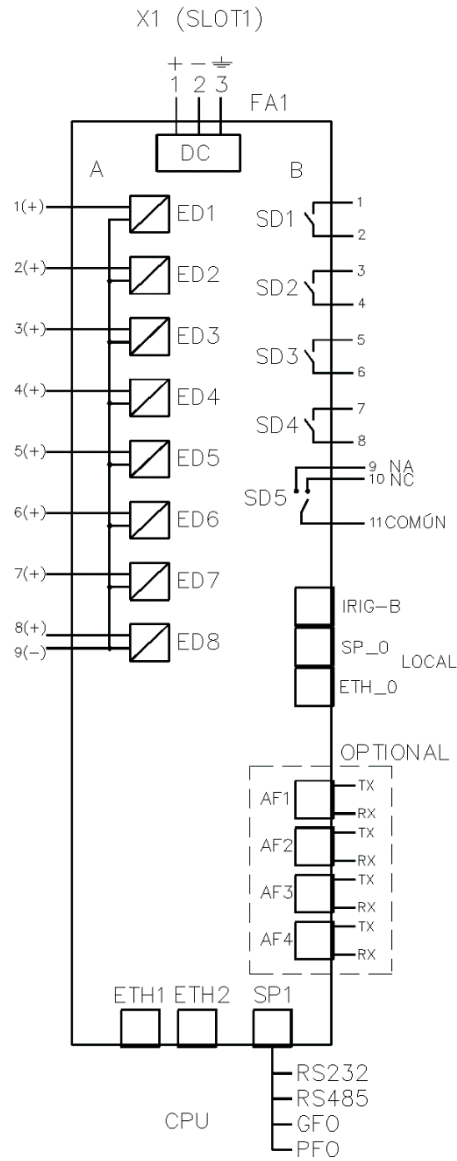 X1 (SLOT1)
+ − ⏚
1 2 3
FA1
DC
A B
1(+) ED1 SD1 1
2
2(+) ED2 SD2 3
4
3(+) ED3 SD3 5
6
4(+) ED4 SD4 7
8
5(+) ED5 9 NA
10 NC
6(+) ED6 SD5
11 COMÚN
7(+) ED7
8(+)
9(−) ED8
IRIG-B
SP_0
LOCAL
ETH_0
OPTIONAL
AF1 TX
RX
AF2 TX
RX
AF3 TX
RX
AF4 TX
RX
ETH1 ETH2 SP1
RS232
RS485
CPU
GFO
PFO